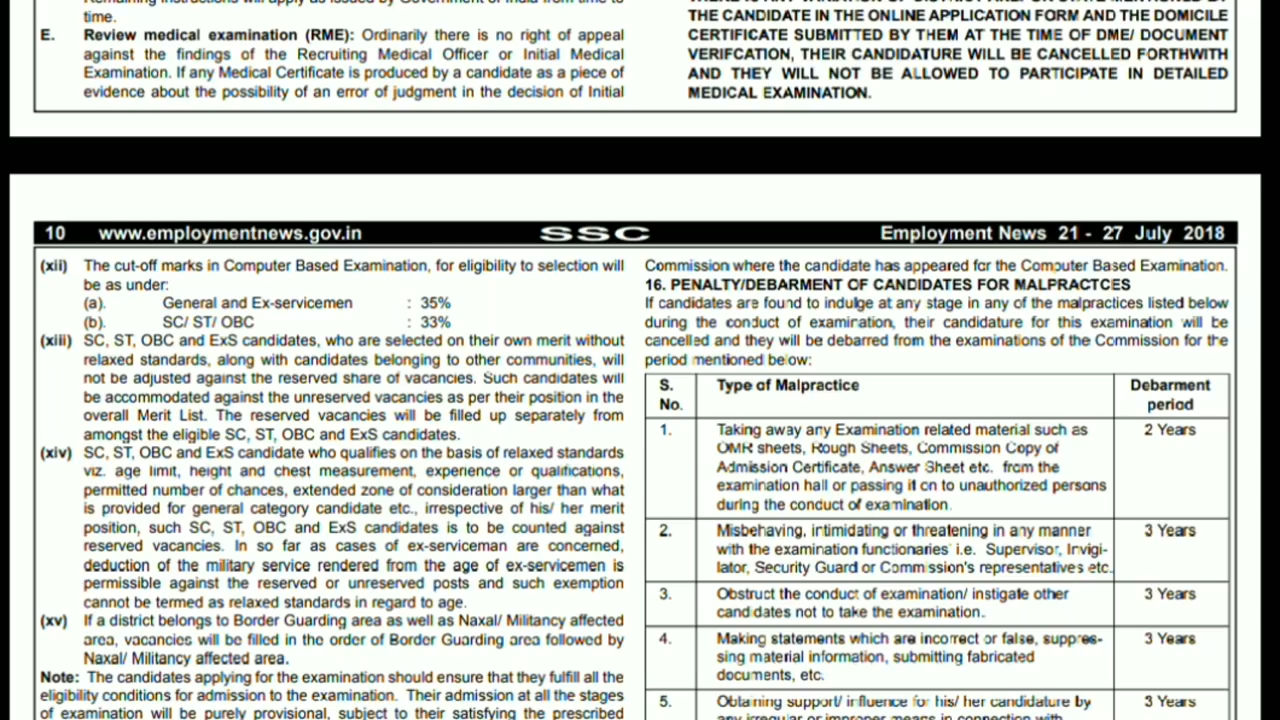 time.
E. Review medical examination (RME): Ordinarily there is no right of appeal
against the findings of the Recruiting Medical Officer or Initial Medical
Examination. If any Medical Certificate is produced by a candidate as a piece of
evidence about the possibility of an error of judgment in the decision of Initial
THE CANDIDATE IN THE ONLINE APPLICATION FORM AND THE DOMICILE
CERTIFICATE SUBMITTED BY THEM AT THE TIME OF DME/ DOCUMENT
VERIFCATION, THEIR CANDIDATURE WILL BE CANCELLED FORTHWITH
AND THEY WILL NOT BE ALLOWED TO PARTICIPATE IN DETAILED
MEDICAL EXAMINATION.
10 www.employmentnews.gov.in SSC Employment News 21 - 27 July 2018
(xii) The cut-off marks in Computer Based Examination, for eligibility to selection will
be as under:
(a). General and Ex-servicemen : 35%
(b). SC/ ST/ OBC : 33%
(xiii) SC, ST, OBC and ExS candidates, who are selected on their own merit without
relaxed standards, along with candidates belonging to other communities, will
not be adjusted against the reserved share of vacancies. Such candidates will
be accommodated against the unreserved vacancies as per their position in the
overall Merit List. The reserved vacancies will be filled up separately from
amongst the eligible SC, ST, OBC and ExS candidates.
(xiv) SC, ST, OBC and ExS candidate who qualifies on the basis of relaxed standards
viz. age limit, height and chest measurement, experience or qualifications,
permitted number of chances, extended zone of consideration larger than what
is provided for general category candidate etc., irrespective of his/ her merit
position, such SC, ST, OBC and ExS candidates is to be counted against
reserved vacancies. In so far as cases of ex-serviceman are concerned,
deduction of the military service rendered from the age of ex-servicemen is
permissible against the reserved or unreserved posts and such exemption
cannot be termed as relaxed standards in regard to age.
(xv) If a district belongs to Border Guarding area as well as Naxal/ Militancy affected
area, vacancies will be filled in the order of Border Guarding area followed by
Naxal/ Militancy affected area.
Note: The candidates applying for the examination should ensure that they fulfill all the
eligibility conditions for admission to the examination. Their admission at all the stages
of examination will be purely provisional, subject to their satisfying the prescribed
Commission where the candidate has appeared for the Computer Based Examination.
16. PENALTY/DEBARMENT OF CANDIDATES FOR MALPRACTCES
If candidates are found to indulge at any stage in any of the malpractices listed below
during the conduct of examination, their candidature for this examination will be
cancelled and they will be debarred from the examinations of the Commission for the
period mentioned below:
S. Type of Malpractice Debarment
No. period
1. Taking away any Examination related material such as 2 Years
OMR sheets, Rough Sheets, Commission Copy of
Admission Certificate, Answer Sheet etc. from the
examination hall or passing it on to unauthorized persons
during the conduct of examination.
2. Misbehaving, intimidating or threatening in any manner 3 Years
with the examination functionaries' i.e. Supervisor, Invigi-
lator, Security Guard or Commission's representatives etc.
3. Obstruct the conduct of examination/ instigate other 3 Years
candidates not to take the examination.
4. Making statements which are incorrect or false, suppres- 3 Years
sing material information, submitting fabricated
documents, etc.
5. Obtaining support/ influence for his/ her candidature by 3 Years